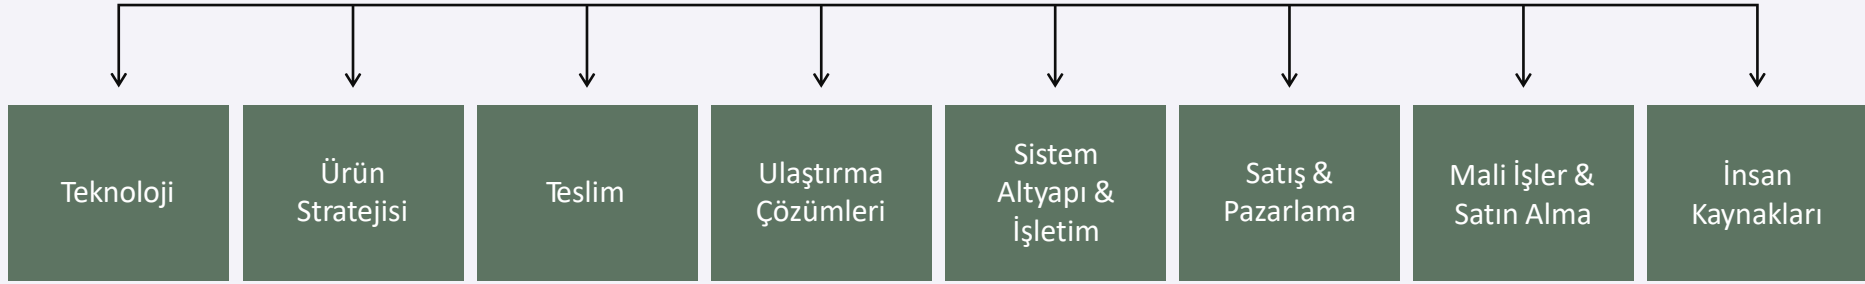 Teknoloji
Ürün
Stratejisi
Teslim
Ulaştırma
Çözümleri
Sistem
Altyapı &
İşletim
Satış &
Pazarlama
Mali İşler &
Satın Alma
İnsan
Kaynakları